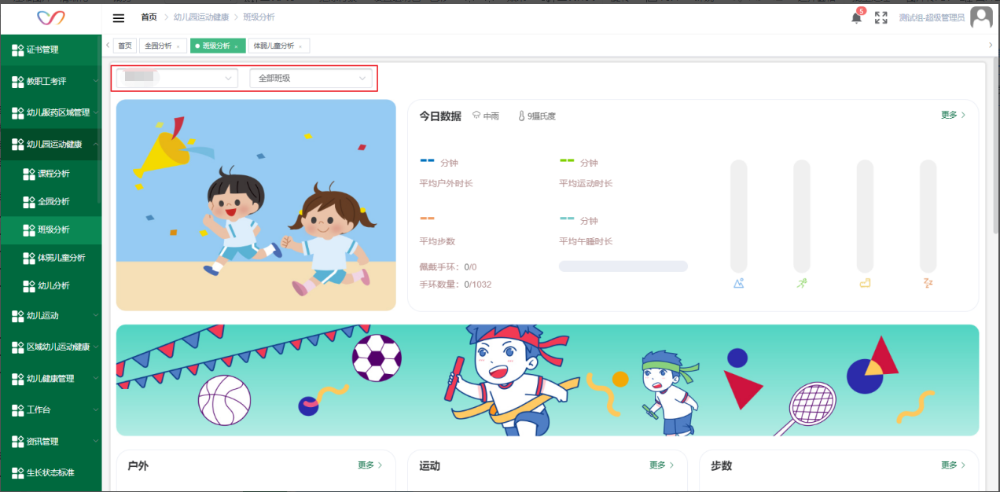 首页 > 幼儿园运动健康 > 班级分析
5
测试组-超级管理员
首页
全园分析
班级分析
体弱儿童分析
证书管理
教职工考评
幼儿服药区域管理
幼儿园运动健康
课程分析
全园分析
班级分析
体弱儿童分析
幼儿分析
幼儿运动
区域幼儿运动健康
幼儿健康管理
工作台
资讯管理
生长状态标准
全部班级
今日数据 中雨 9摄氏度
更多 >
-- 分钟
平均户外时长
-- 分钟
平均运动时长
--
平均步数
-- 分钟
平均午睡时长
佩戴手环：0/0
手环数量：0/1032
户外 更多 >
运动 更多 >
步数 更多 >